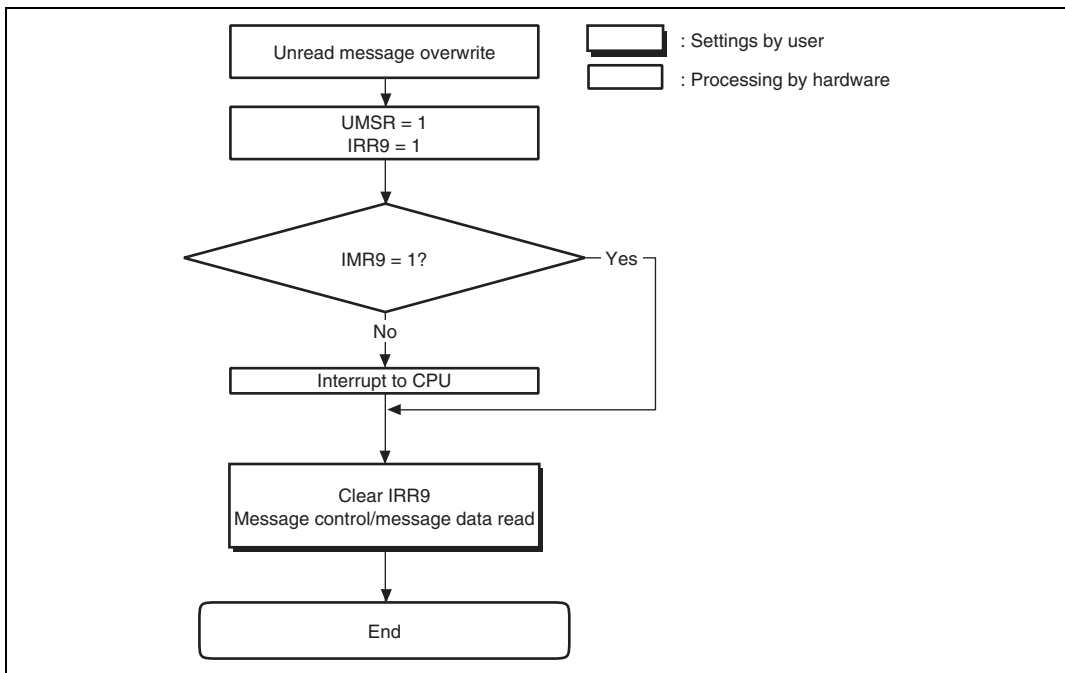 Unread message overwrite
: Settings by user
: Processing by hardware
UMSR = 1
IRR9 = 1
IMR9 = 1?
Yes
No
Interrupt to CPU
Clear IRR9
Message control/message data read
End